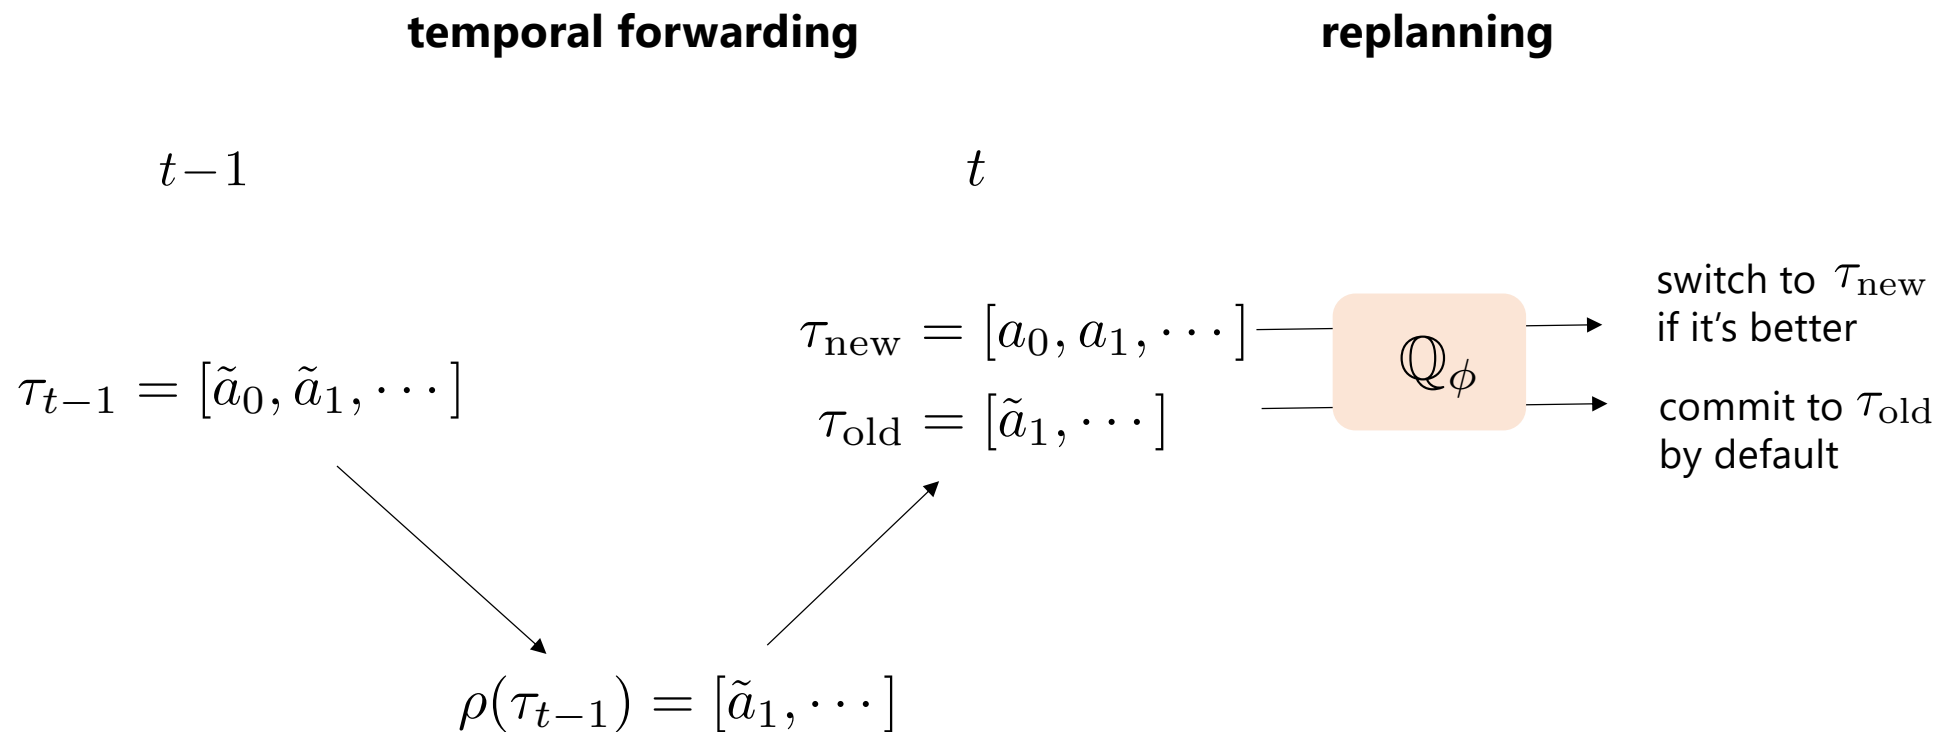 temporal forwarding
replanning
t−1
t
τ_{t−1} = [ã_0, ã_1, ⋯]
τ_new = [a_0, a_1, ⋯]
τ_old = [ã_1, ⋯]
ℚ_ϕ
switch to τ_new
if it’s better
commit to τ_old
by default
ρ(τ_{t−1}) = [ã_1, ⋯]